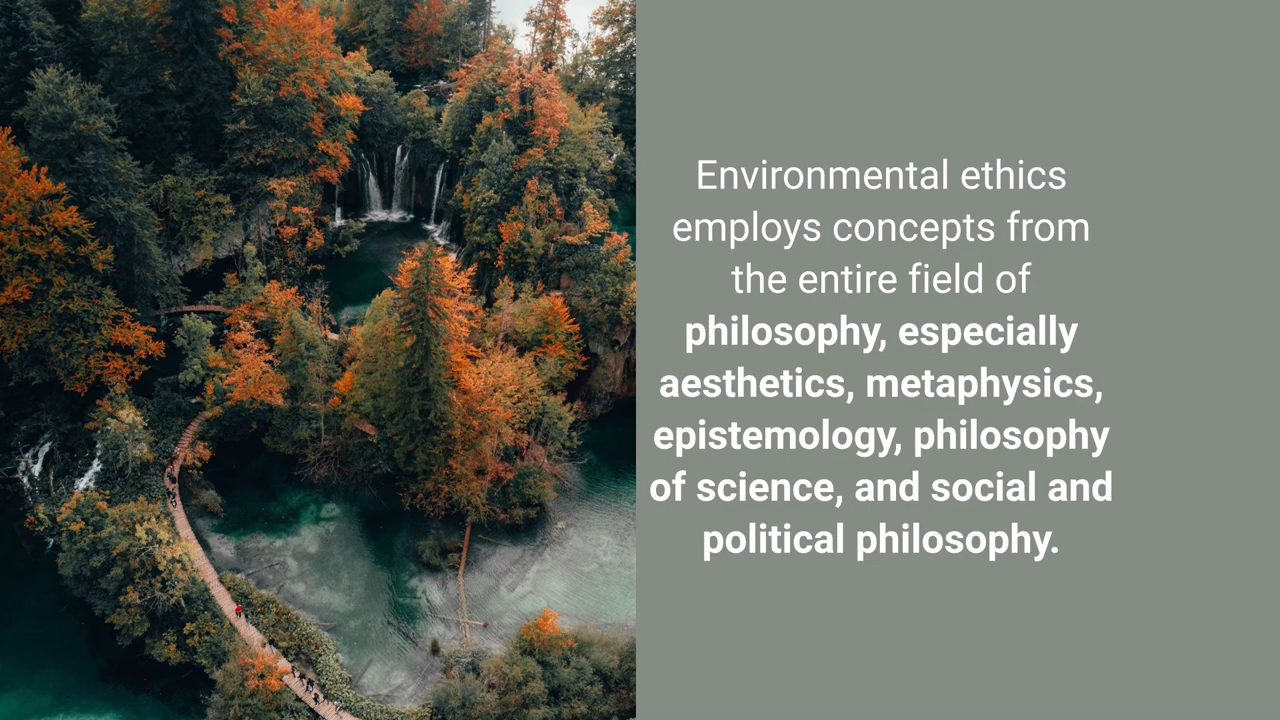 Environmental ethics
employs concepts from
the entire field of
philosophy, especially
aesthetics, metaphysics,
epistemology, philosophy
of science, and social and
political philosophy.